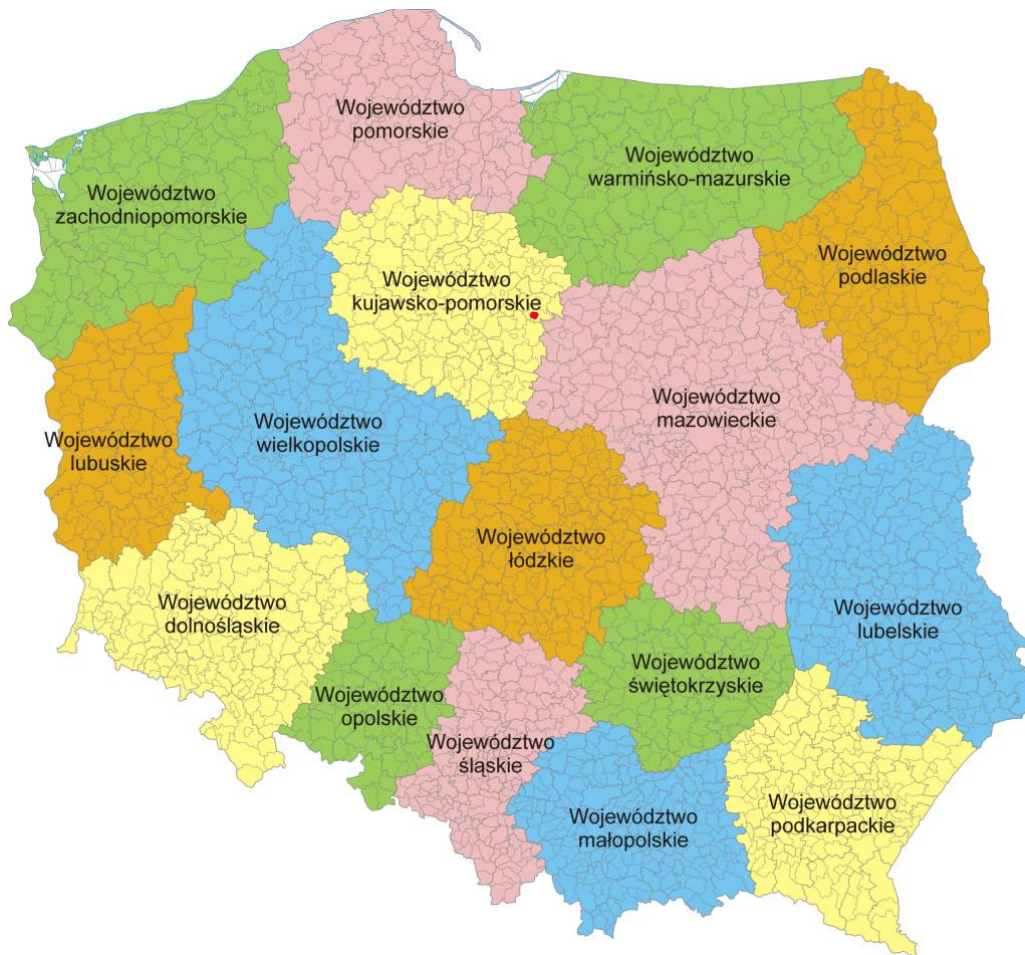 Województwo
pomorskie
Województwo
warmińsko-mazurskie
Województwo
zachodniopomorskie
Województwo
podlaskie
Województwo
kujawsko-pomorskie
Województwo
mazowieckie
Województwo
wielkopolskie
Województwo
lubuskie
Województwo
łódzkie
Województwo
dolnośląskie
Województwo
lubelskie
Województwo
świętokrzyskie
Województwo
opolskie
Województwo
śląskie
Województwo
podkarpackie
Województwo
małopolskie